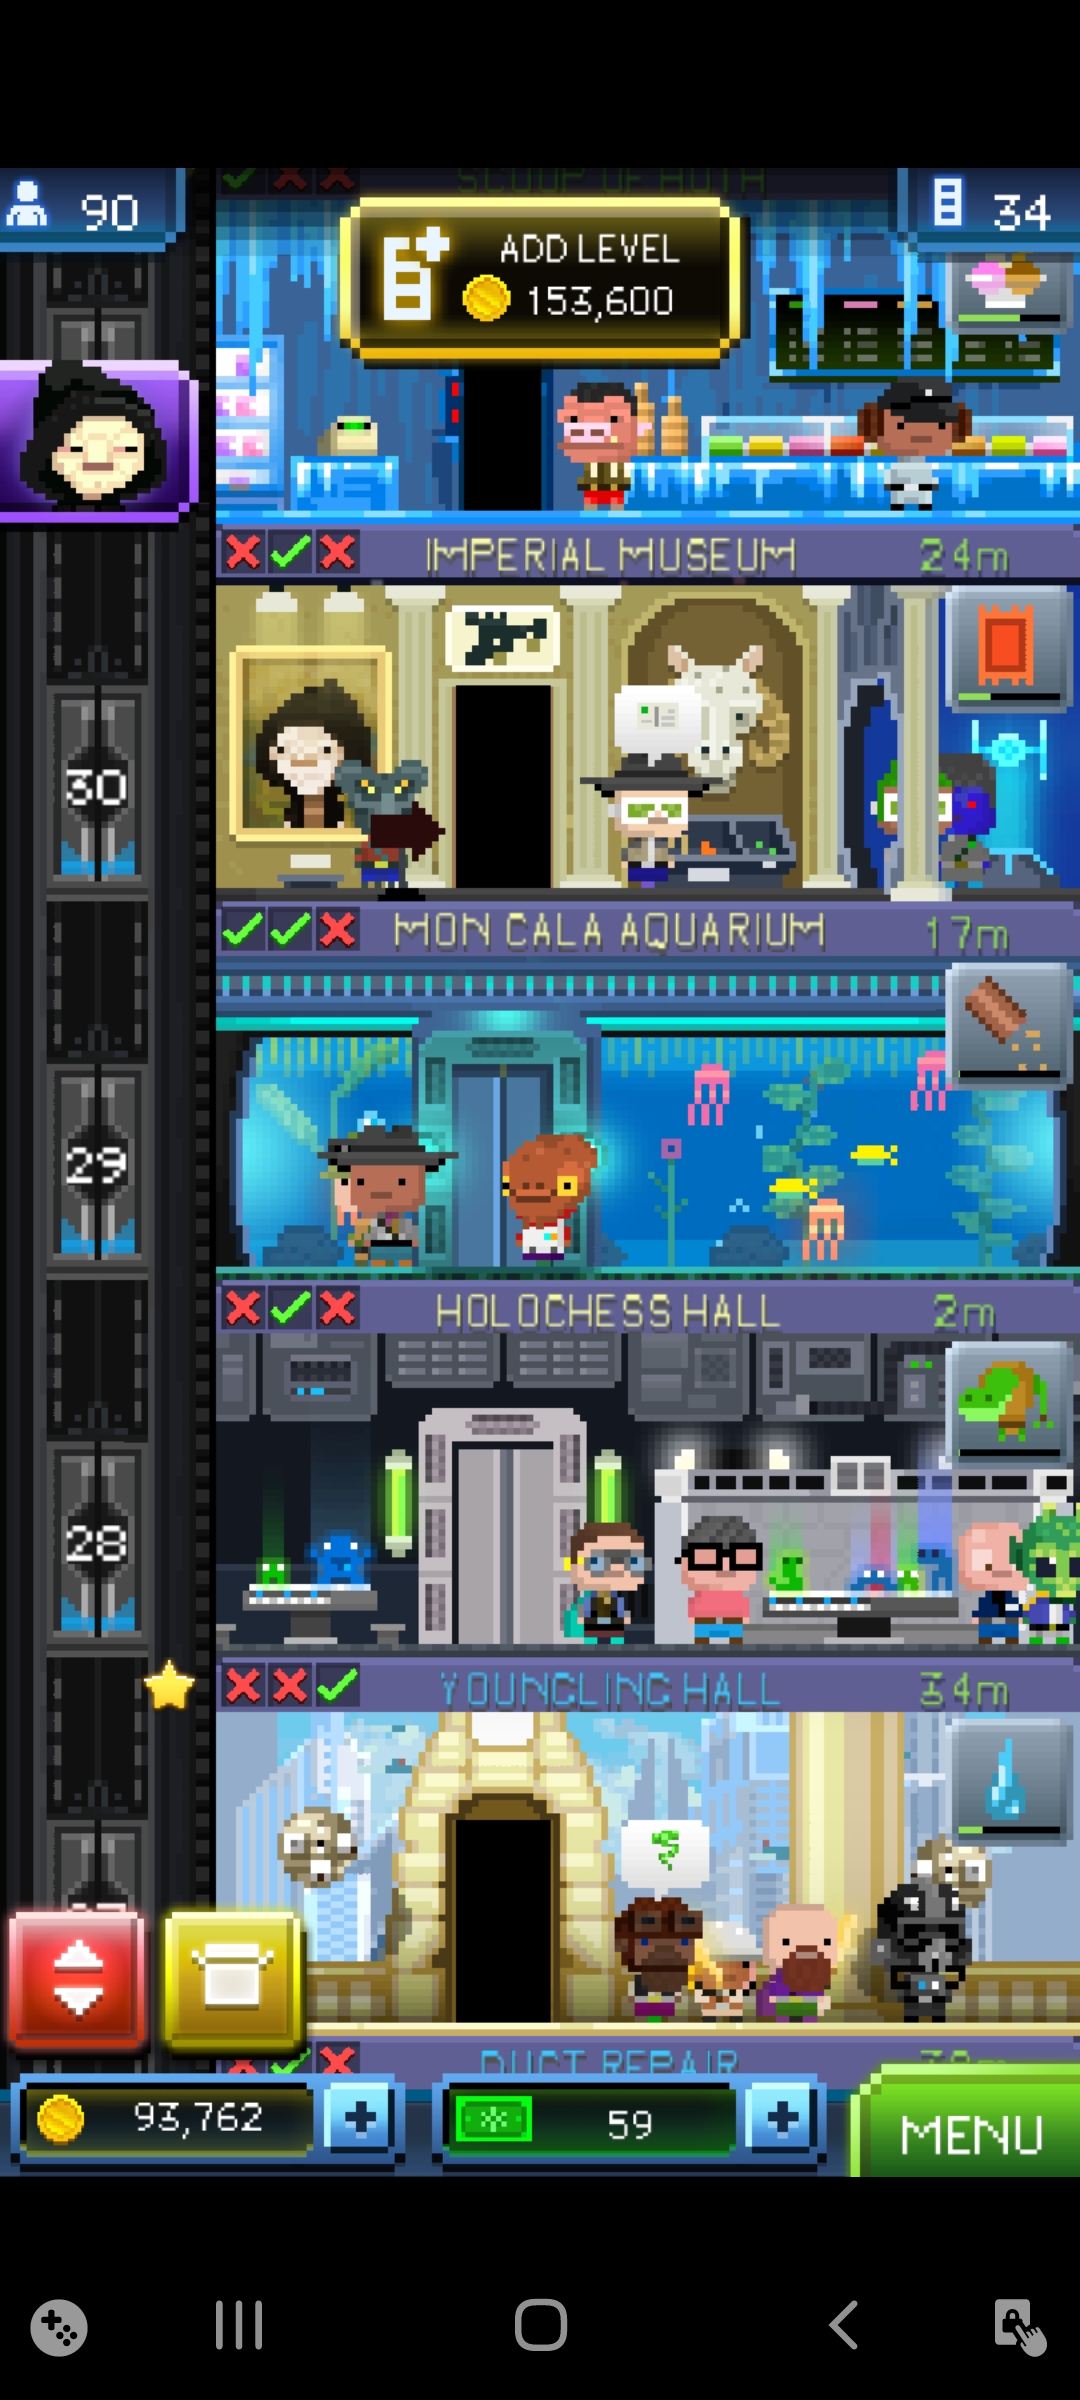 SCOOP OF HOTH
90
34
ADD LEVEL
153,600
IMPERIAL MUSEUM 24m
30
MON CALA AQUARIUM 17m
29
HOLOCHESS HALL 2m
28
YOUNGLING HALL 34m
DUCT REPAIR
93,762
59
MENU